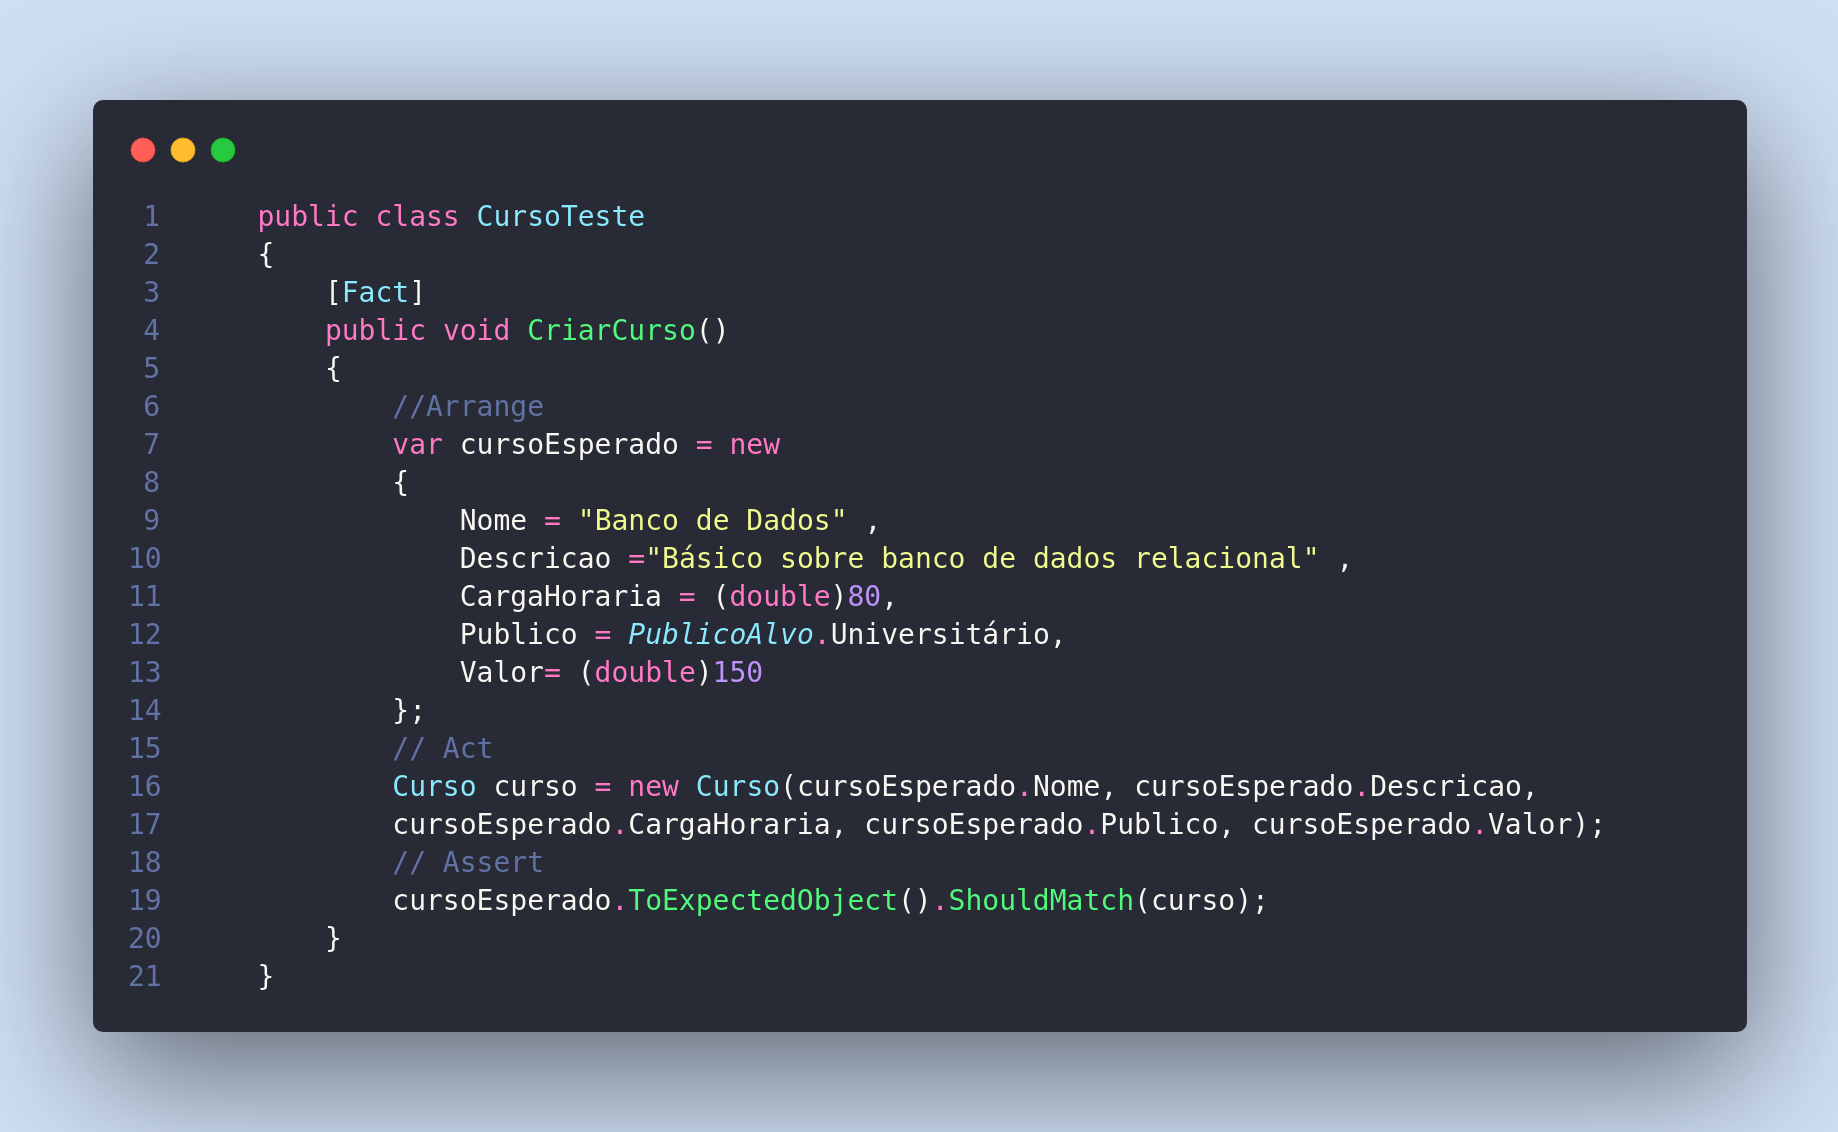 1 public class CursoTeste
2 {
3 [Fact]
4 public void CriarCurso()
5 {
6 //Arrange
7 var cursoEsperado = new
8 {
9 Nome = "Banco de Dados" ,
10 Descricao ="Básico sobre banco de dados relacional" ,
11 CargaHoraria = (double)80,
12 Publico = PublicoAlvo.Universitário,
13 Valor= (double)150
14 };
15 // Act
16 Curso curso = new Curso(cursoEsperado.Nome, cursoEsperado.Descricao,
17 cursoEsperado.CargaHoraria, cursoEsperado.Publico, cursoEsperado.Valor);
18 // Assert
19 cursoEsperado.ToExpectedObject().ShouldMatch(curso);
20 }
21 }